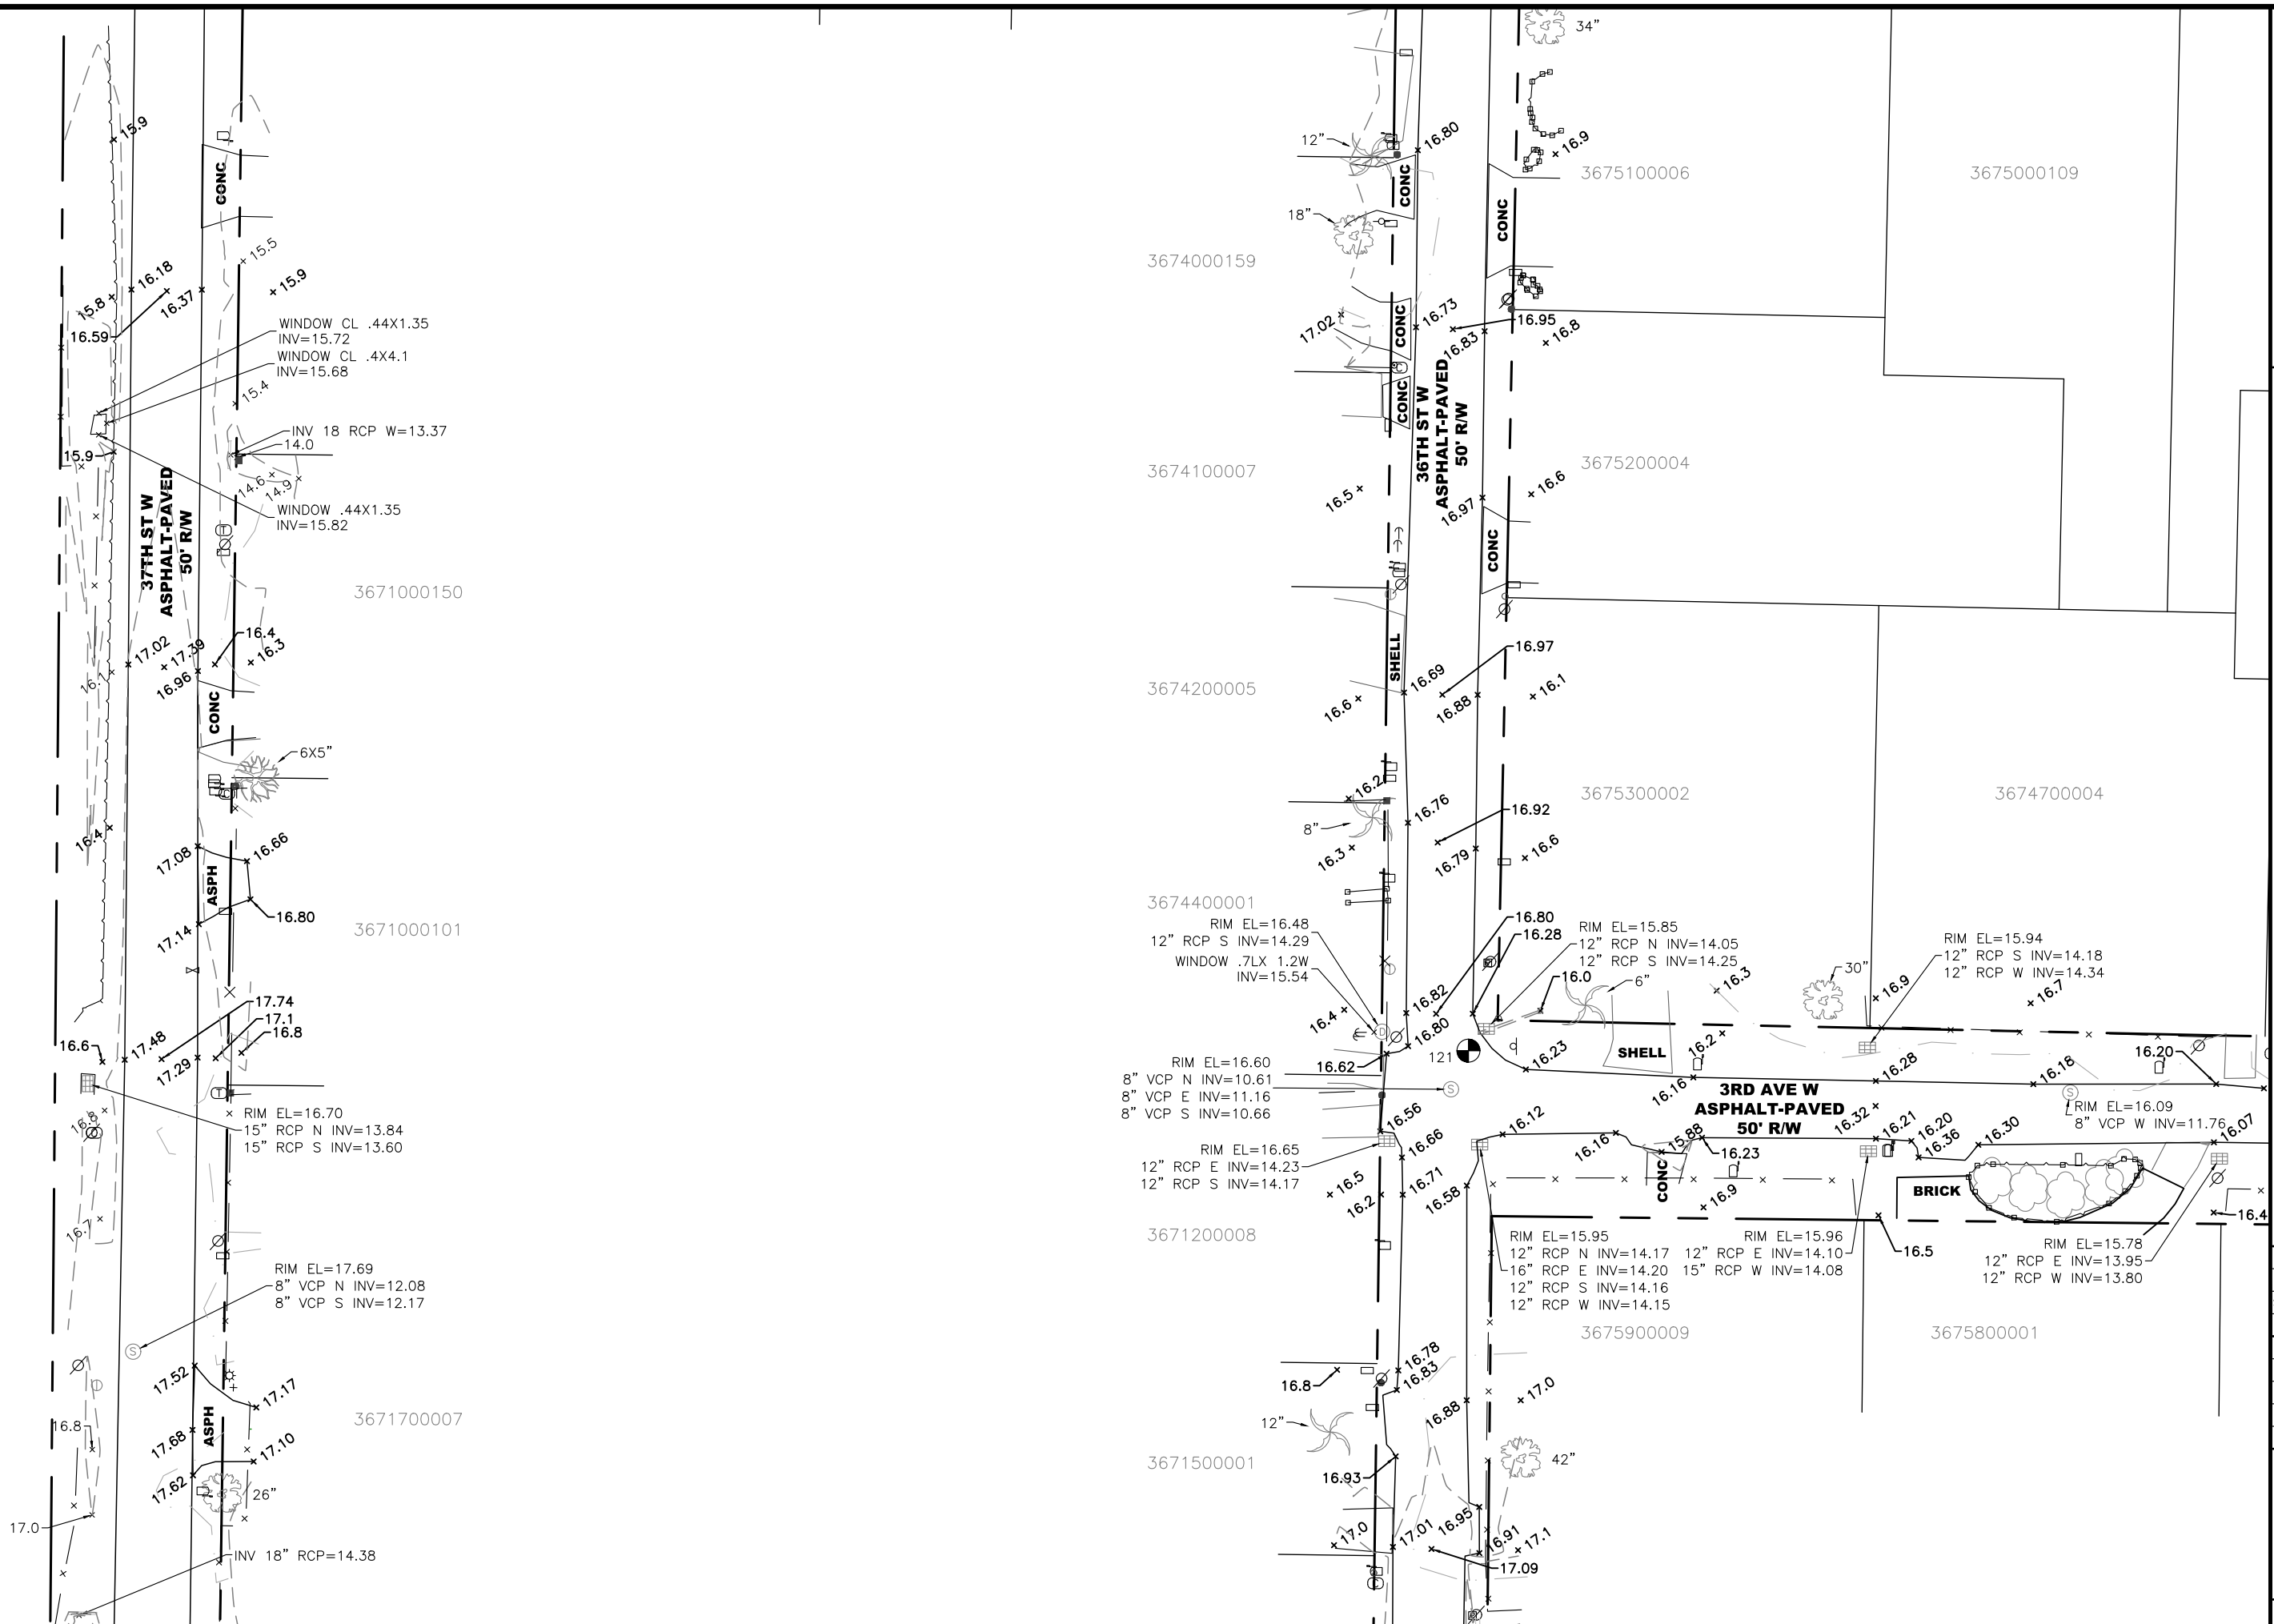 34”
15.9
CONC
15.5
15.9
15.8
16.18
16.37
16.59
WINDOW CL .44X1.35
INV=15.72
WINDOW CL .4X4.1
INV=15.68
15.4
INV 18 RCP W=13.37
14.0
15.9
14.6
14.9
WINDOW .44X1.35
INV=15.82
37TH ST W
ASPHALT-PAVED
50' R/W
T
3671000150
17.02
17.39
16.4
16.3
16.96
CONC
6X5”
16.4
17.08
16.66
ASPH
16.80
17.14
3671000101
17.74
17.1
16.8
16.6
17.48
17.29
T
RIM EL=16.70
15” RCP N INV=13.84
15” RCP S INV=13.60
16.8
16.7
RIM EL=17.69
8” VCP N INV=12.08
8” VCP S INV=12.17
S
17.52
17.17
3671700007
ASPH
16.8
17.68
17.10
17.62
26”
17.0
INV 18” RCP=14.38
12”
16.80
CONC
16.9
3675100006
3675000109
18”
CONC
3674000159
17.02
CONC
16.73
16.95
16.83
16.8
CONC
36TH ST W
ASPHALT-PAVED
50' R/W
3674100007
3675200004
16.5
16.97
16.6
CONC
SHELL
16.97
3674200005
16.69
16.6
16.88
16.1
16.2
8”
16.76
16.92
3675300002
3674700004
16.3
16.79
16.6
3674400001
RIM EL=16.48
12” RCP S INV=14.29
WINDOW .7LX 1.2W
INV=15.54
16.80
16.28
RIM EL=15.85
12” RCP N INV=14.05
12” RCP S INV=14.25
RIM EL=15.94
12” RCP S INV=14.18
12” RCP W INV=14.34
16.0
6”
16.3
30”
16.9
16.7
16.4
D
16.82
16.80
16.62
121
16.23
SHELL
16.2
16.16
16.28
16.18
16.20
RIM EL=16.60
8” VCP N INV=10.61
8” VCP E INV=11.16
8” VCP S INV=10.66
S
3RD AVE W
ASPHALT-PAVED
50' R/W
S
RIM EL=16.09
8” VCP W INV=11.76
16.56
16.66
16.12
16.16
15.88
16.23
16.32
16.21
16.20
16.36
16.30
16.07
RIM EL=16.65
12” RCP E INV=14.23
12” RCP S INV=14.17
16.5
16.2
16.71
16.58
CONC
16.9
BRICK
16.4
16.5
3671200008
RIM EL=15.95
12” RCP N INV=14.17
16” RCP E INV=14.20
12” RCP S INV=14.16
12” RCP W INV=14.15
RIM EL=15.96
12” RCP E INV=14.10
15” RCP W INV=14.08
RIM EL=15.78
12” RCP E INV=13.95
12” RCP W INV=13.80
3675900009
3675800001
16.8
16.78
16.83
16.88
17.0
12”
3671500001
16.93
42”
17.0
17.01
16.95
16.91
17.1
17.09